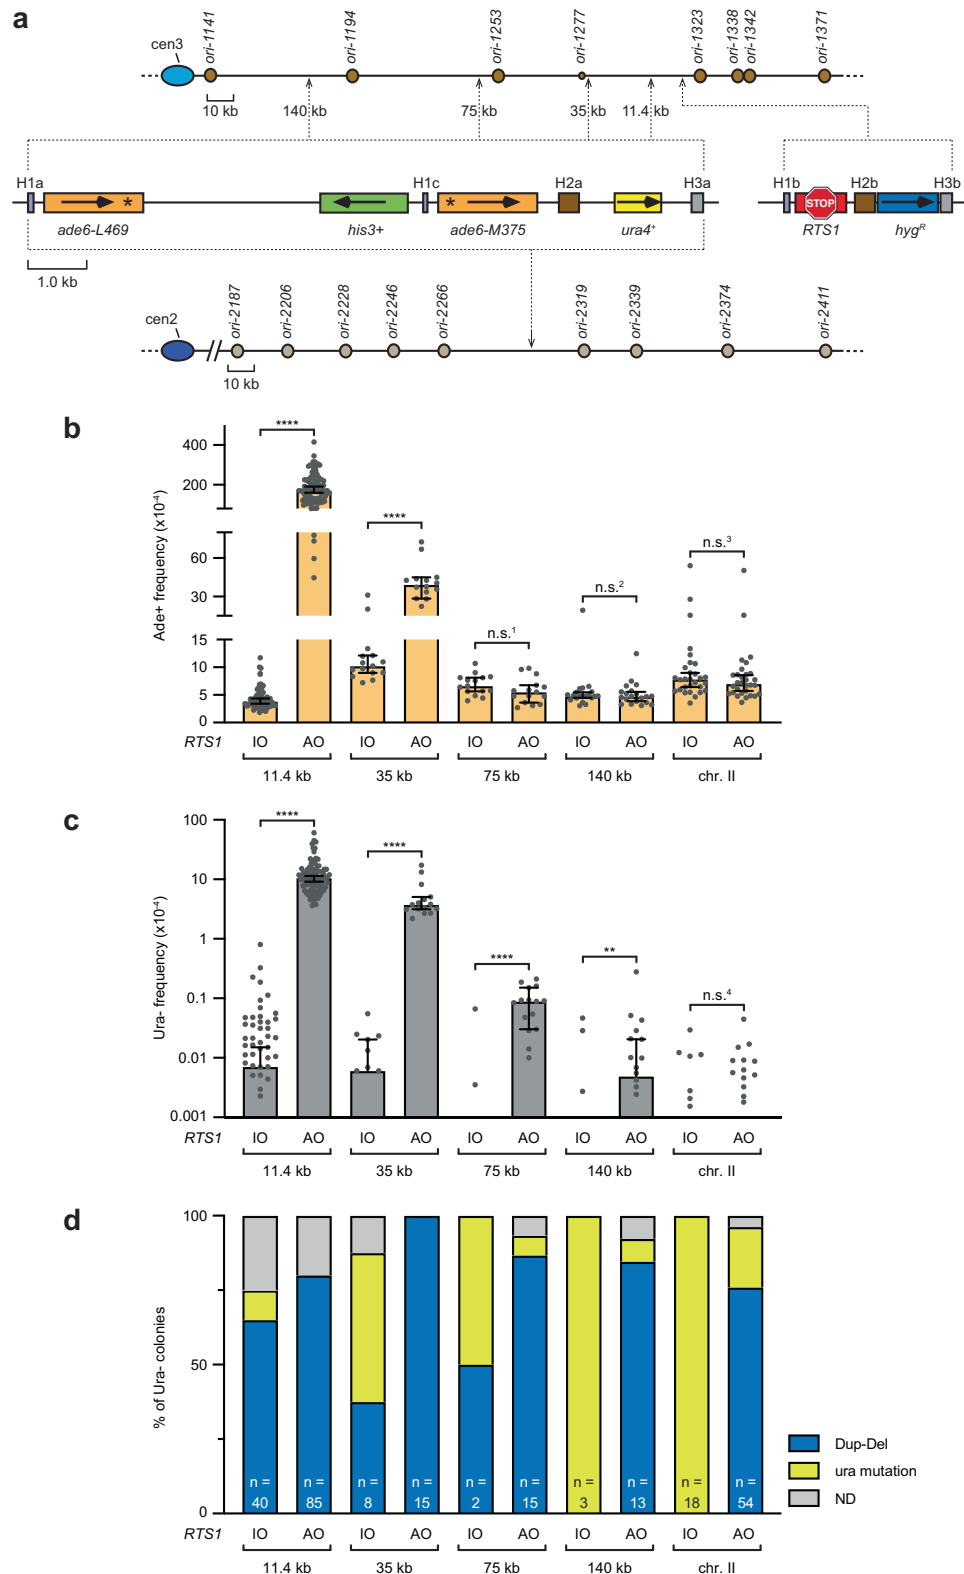 a
cen3 ori-1141 ori-1194 ori-1253 ori-1277 ori-1323 ori-1338 ori-1342 ori-1371
10 kb 140 kb 75 kb 35 kb 11.4 kb
H1a H1c H2a H3a H1b H2b H3b
* * STOP
ade6-L469 his3+ ade6-M375 ura4+ RTS1 hygR
1.0 kb
cen2 ori-2187 ori-2206 ori-2228 ori-2246 ori-2266 ori-2319 ori-2339 ori-2374 ori-2411
10 kb
b
Ade+ frequency (x10-4)
400
200
60
30
15
10
5
0
**** **** n.s.1 n.s.2 n.s.3
RTS1 IO AO IO AO IO AO IO AO IO AO
11.4 kb 35 kb 75 kb 140 kb chr. II
c
Ura- frequency (x10-4)
100
10
1
0.1
0.01
0.001
**** **** **** ** n.s.4
RTS1 IO AO IO AO IO AO IO AO IO AO
11.4 kb 35 kb 75 kb 140 kb chr. II
d
% of Ura- colonies
100
50
0
n = n = n = n = n = n = n = n = n = n =
40 85 8 15 2 15 3 13 18 54
Dup-Del
ura mutation
ND
RTS1 IO AO IO AO IO AO IO AO IO AO
11.4 kb 35 kb 75 kb 140 kb chr. II